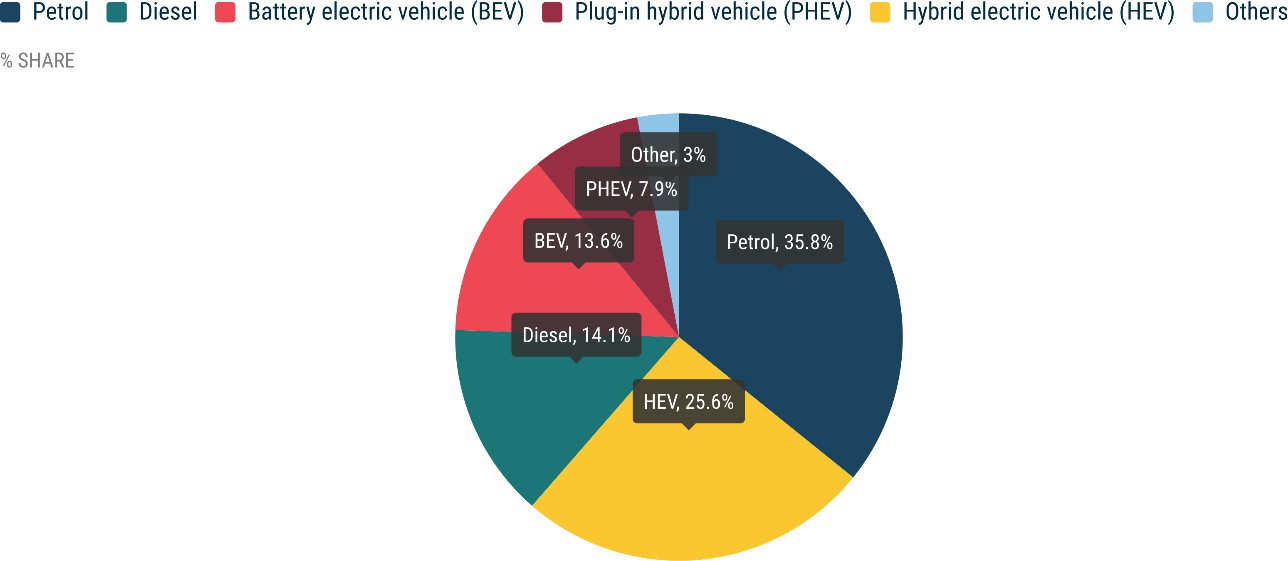 Petrol Diesel Battery electric vehicle (BEV) Plug-in hybrid vehicle (PHEV) Hybrid electric vehicle (HEV) Others
% SHARE
Other, 3%
PHEV, 7.9%
BEV, 13.6%
Petrol, 35.8%
Diesel, 14.1%
HEV, 25.6%